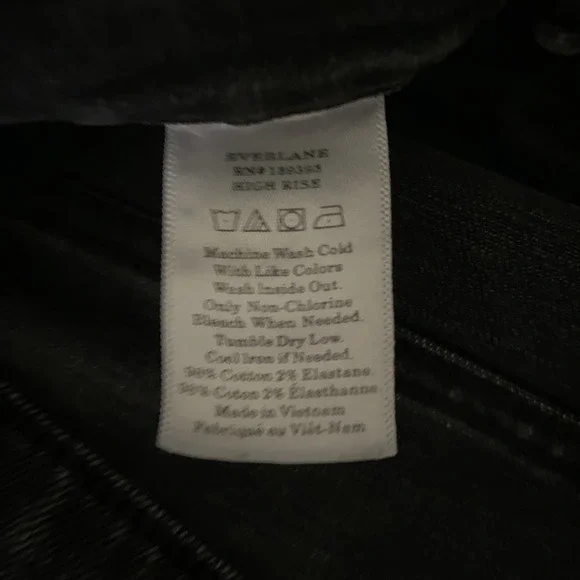 EVERLANE
HIGH RISE
Machine Wash Cold
With Like Colors
Wash Inside Out.
Only Non-Chlorine
Bleach When Needed.
Tumble Dry Low.
Cool Iron if Needed.
98% Cotton 2% Elastane.
98% Coton 2% Élasthanne.
Made in Vietnam
Fabriqué au Viêt-Nam